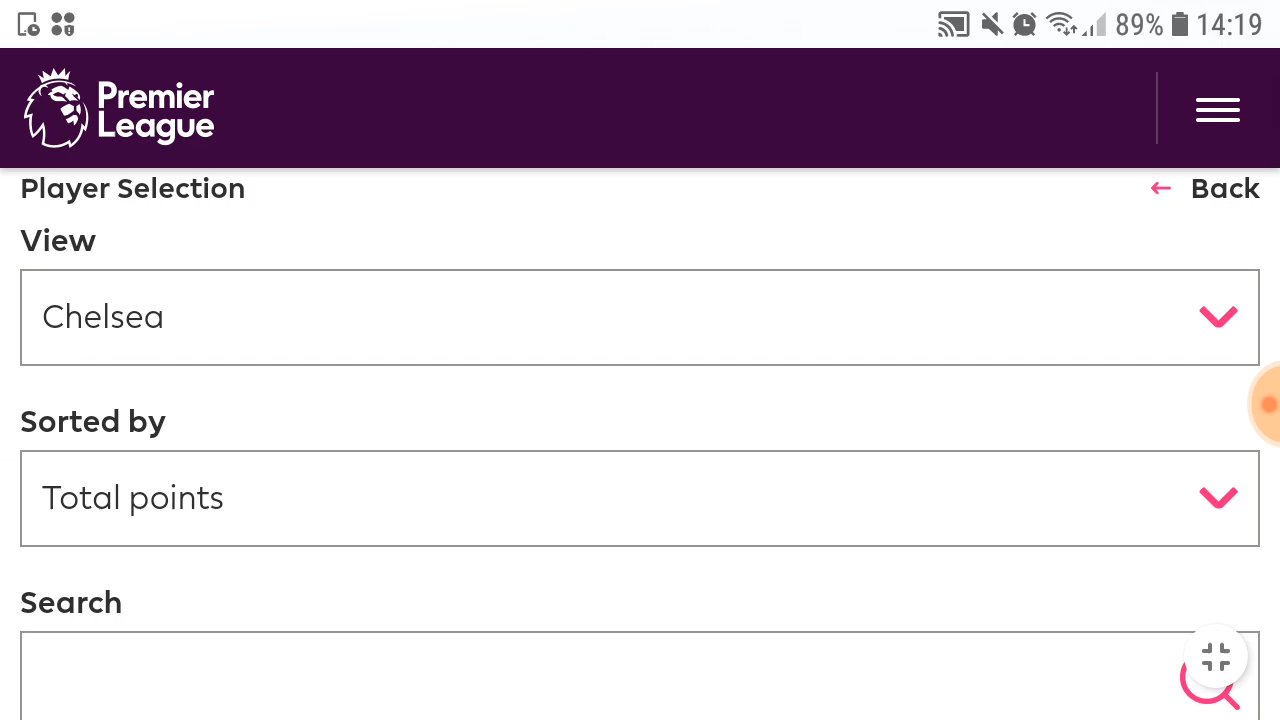 89% 14:19
Premier
League
Player Selection
Back
View
Chelsea
Sorted by
Total points
Search